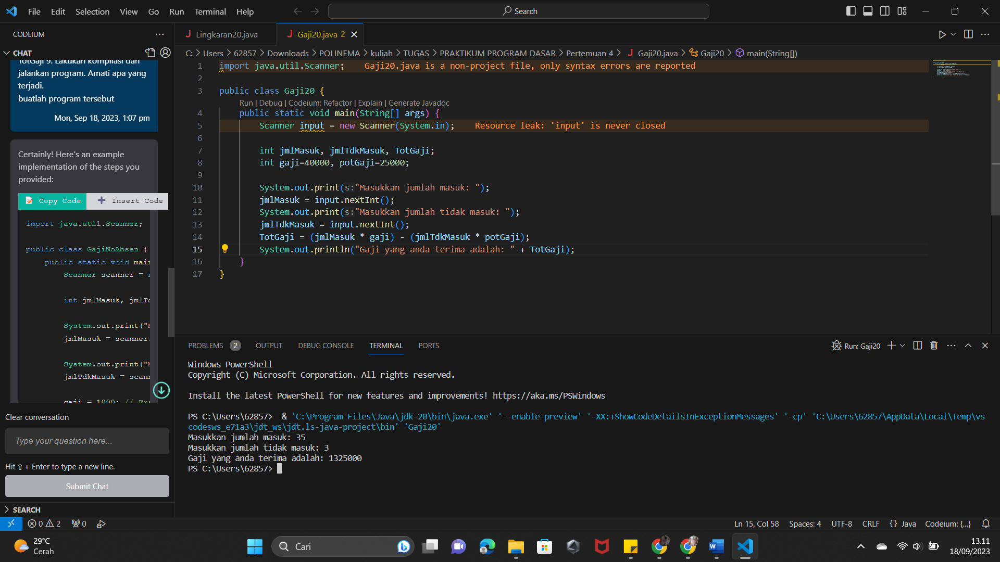 File Edit Selection View Go Run Terminal Help
Search
CODEIUM
CHAT
TotGaji 9. Lakukan kompilasi dan
jalankan program. Amati apa yang
terjadi.
buatlah program tersebut
Mon, Sep 18, 2023, 1:07 pm
Certainly! Here's an example
implementation of the steps you
provided:
Copy Code
Insert Code
import java.util.Scanner;
public class GajiNoAbsen {
public static void main
Scanner scanner = n
int jmlMasuk, jmlTd
System.out.print("M
jmlMasuk = scanner.
System.out.print("M
jmlTdkMasuk = scann
gaji = 1000; // Exa
Clear conversation
Type your question here...
Hit ⇧ + Enter to type a new line.
Submit Chat
SEARCH
Lingkaran20.java
Gaji20.java 2
C: > Users > 62857 > Downloads > POLINEMA > kuliah > TUGAS > PRAKTIKUM PROGRAM DASAR > Pertemuan 4 > Gaji20.java > Gaji20 > main(String[])
1 import java.util.Scanner; Gaji20.java is a non-project file, only syntax errors are reported
2
3 public class Gaji20 {
Run | Debug | Codeium: Refactor | Explain | Generate Javadoc
4 public static void main(String[] args) {
5 Scanner input = new Scanner(System.in); Resource leak: 'input' is never closed
6
7 int jmlMasuk, jmlTdkMasuk, TotGaji;
8 int gaji=40000, potGaji=25000;
9
10 System.out.print(s:"Masukkan jumlah masuk: ");
11 jmlMasuk = input.nextInt();
12 System.out.print(s:"Masukkan jumlah tidak masuk: ");
13 jmlTdkMasuk = input.nextInt();
14 TotGaji = (jmlMasuk * gaji) - (jmlTdkMasuk * potGaji);
15 System.out.println("Gaji yang anda terima adalah: " + TotGaji);
16 }
17 }
PROBLEMS 2 OUTPUT DEBUG CONSOLE TERMINAL PORTS
Run: Gaji20
Windows PowerShell
Copyright (C) Microsoft Corporation. All rights reserved.
Install the latest PowerShell for new features and improvements! https://aka.ms/PSWindows
PS C:\Users\62857>  & 'C:\Program Files\Java\jdk-20\bin\java.exe' '--enable-preview' '-XX:+ShowCodeDetailsInExceptionMessages' '-cp' 'C:\Users\62857\AppData\Local\Temp\vs
codesws_e71a3\jdt_ws\jdt.ls-java-project\bin' 'Gaji20'
Masukkan jumlah masuk: 35
Masukkan jumlah tidak masuk: 3
Gaji yang anda terima adalah: 1325000
PS C:\Users\62857>
0 2 0
Ln 15, Col 58 Spaces: 4 UTF-8 CRLF {} Java Codeium: {...}
29°C
Cerah
Cari
13.11
18/09/2023